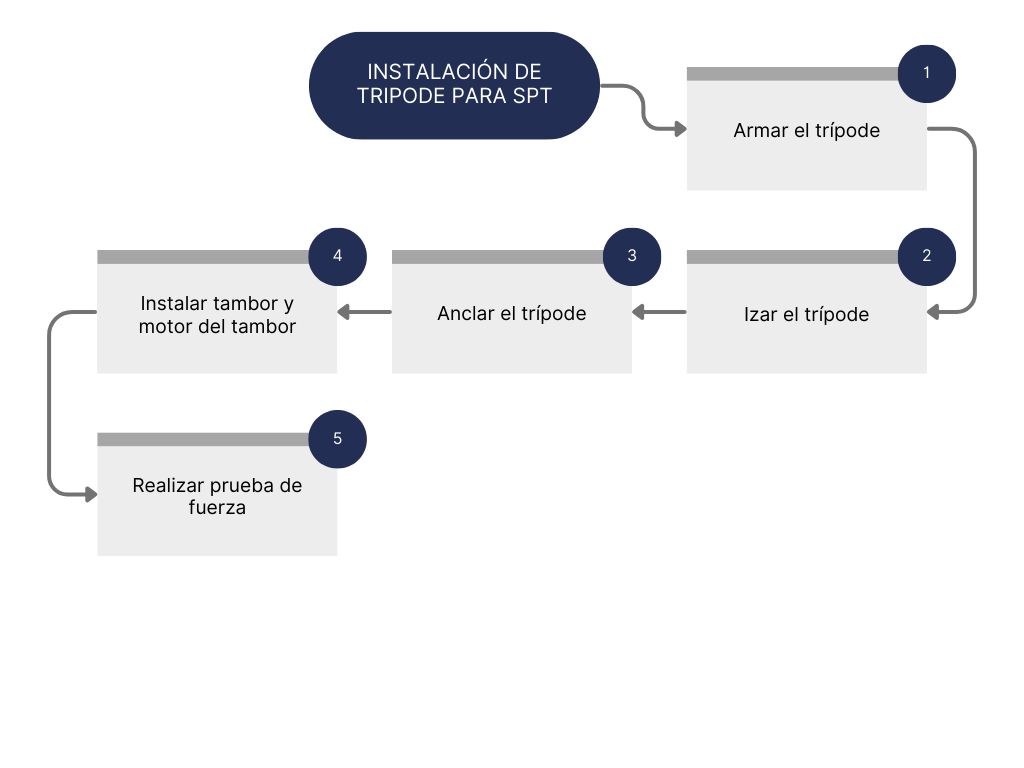 INSTALACIÓN DE
TRIPODE PARA SPT
1
Armar el trípode
2
Izar el trípode
3
Anclar el trípode
4
Instalar tambor y
motor del tambor
5
Realizar prueba de
fuerza